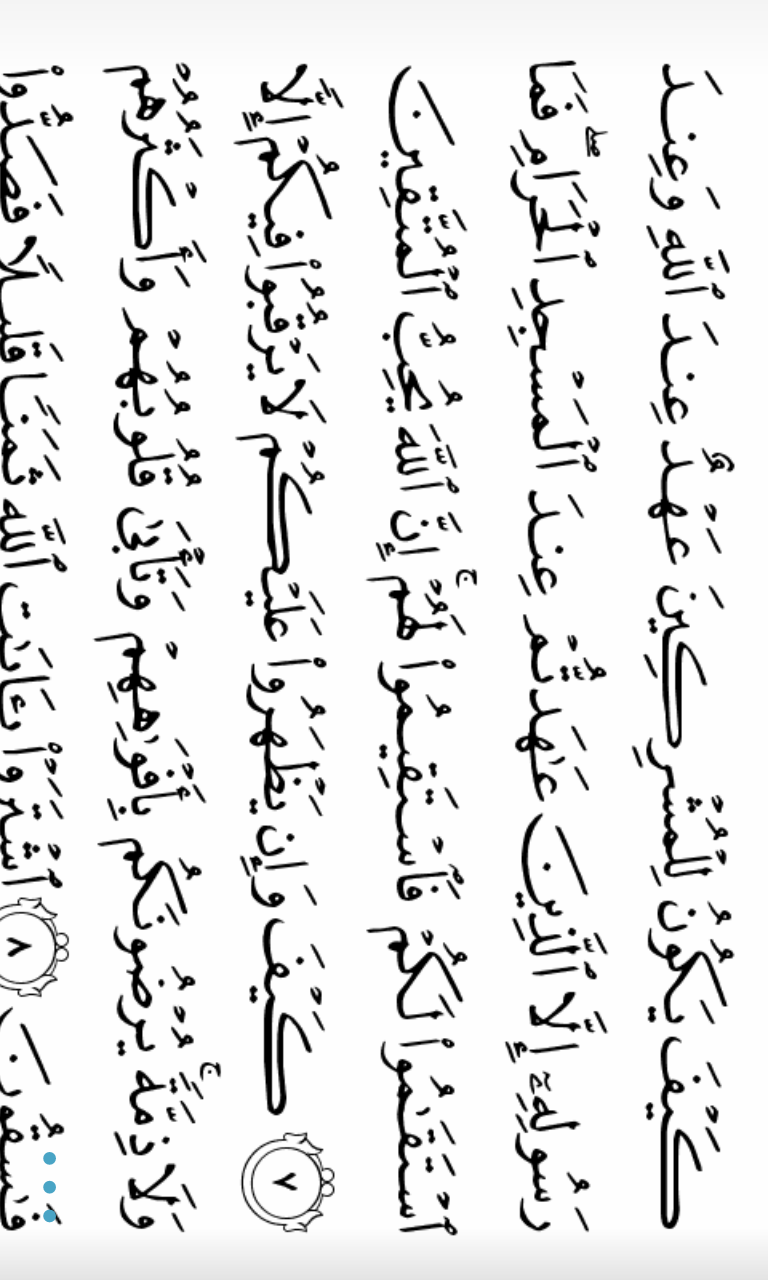 كَيْفَ يَكُونُ لِلْمُشْرِكِينَ عَهْدٌ عِندَ ٱللَّهِ وَعِندَ
رَسُولِهِۦٓ إِلَّا ٱلَّذِينَ عَٰهَدتُّمْ عِندَ ٱلْمَسْجِدِ ٱلْحَرَامِ ۖ فَمَا
ٱسْتَقَٰمُوا۟ لَكُمْ فَٱسْتَقِيمُوا۟ لَهُمْ ۚ إِنَّ ٱللَّهَ يُحِبُّ ٱلْمُتَّقِينَ
٧ كَيْفَ وَإِن يَظْهَرُوا۟ عَلَيْكُمْ لَا يَرْقُبُوا۟ فِيكُمْ إِلًّا
وَلَا ذِمَّةً ۚ يُرْضُونَكُم بِأَفْوَٰهِهِمْ وَتَأْبَىٰ قُلُوبُهُمْ وَأَكْثَرُهُمْ
فَٰسِقُونَ ٨ ٱشْتَرَوْا۟ بِـَٔايَٰتِ ٱللَّهِ ثَمَنًا قَلِيلًا فَصَدُّوا۟